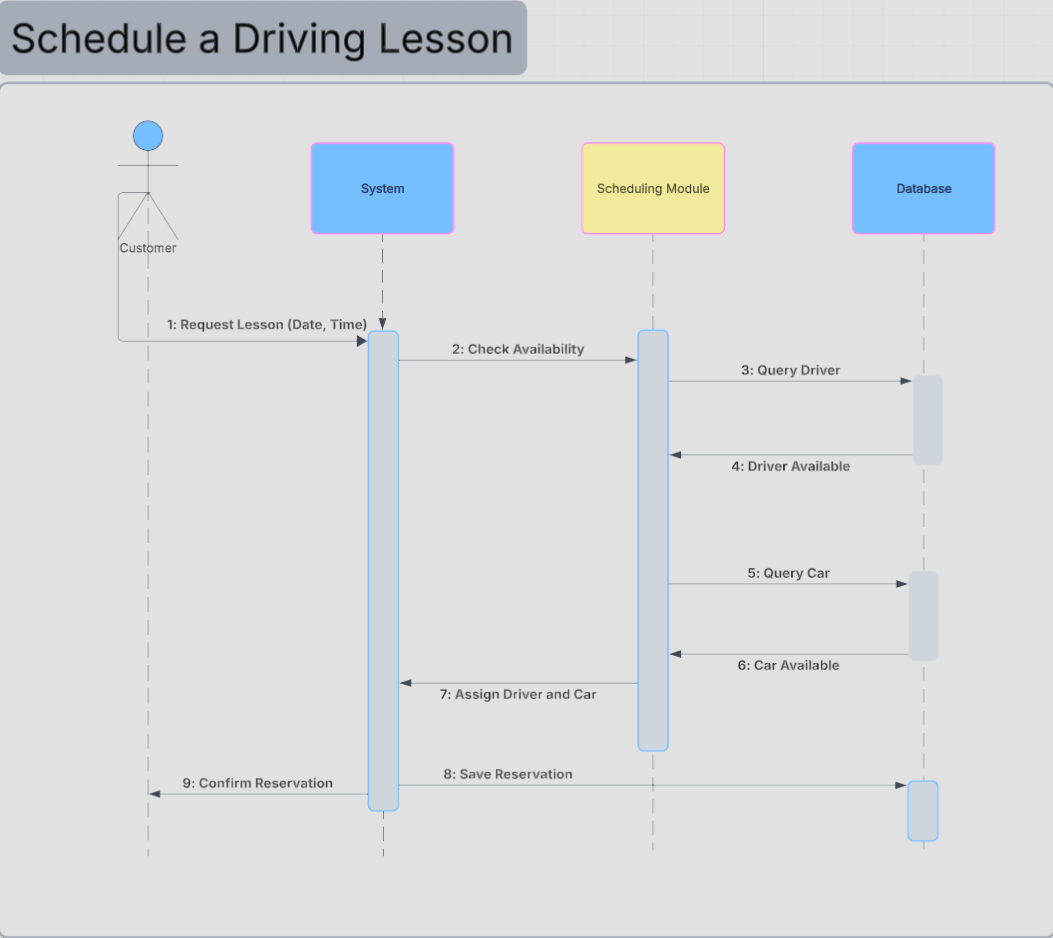 Schedule a Driving Lesson
System
Scheduling Module
Database
Customer
1: Request Lesson (Date, Time)
2: Check Availability
3: Query Driver
4: Driver Available
5: Query Car
6: Car Available
7: Assign Driver and Car
8: Save Reservation
9: Confirm Reservation